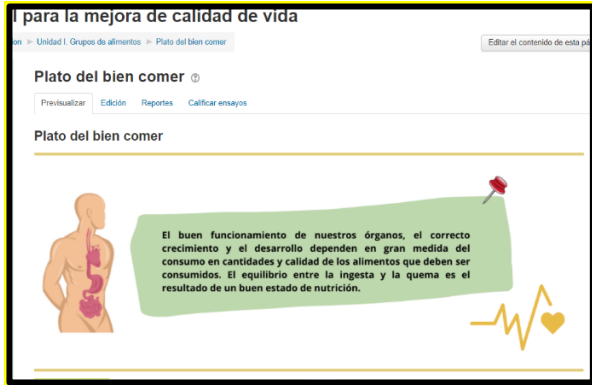 para la mejora de calidad de vida
Unidad I. Grupos de alimentos ► Plato del bien comer
Editar el contenido de esta
Plato del bien comer
Previsualizar Edición Reportes Calificar ensayos
Plato del bien comer
El buen funcionamiento de nuestros órganos, el correcto
crecimiento y el desarrollo dependen en gran medida del
consumo en cantidades y calidad de los alimentos que deben ser
consumidos. El equilibrio entre la ingesta y la quema es el
resultado de un buen estado de nutrición.